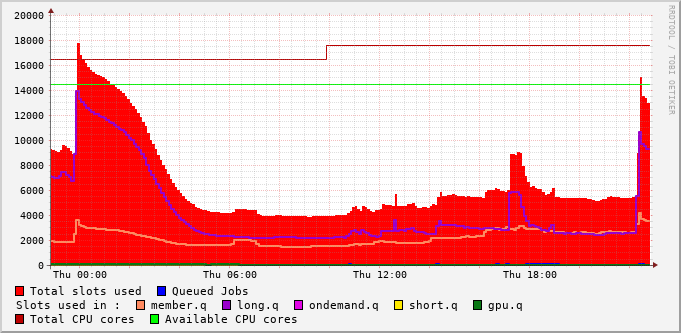 20000
18000
16000
14000
12000
10000
8000
6000
4000
2000
0
Thu 00:00 Thu 06:00 Thu 12:00 Thu 18:00
Total slots used Queued Jobs
Slots used in : member.q long.q ondemand.q short.q gpu.q
Total CPU cores Available CPU cores
RRDTOOL / TOBI OETIKER